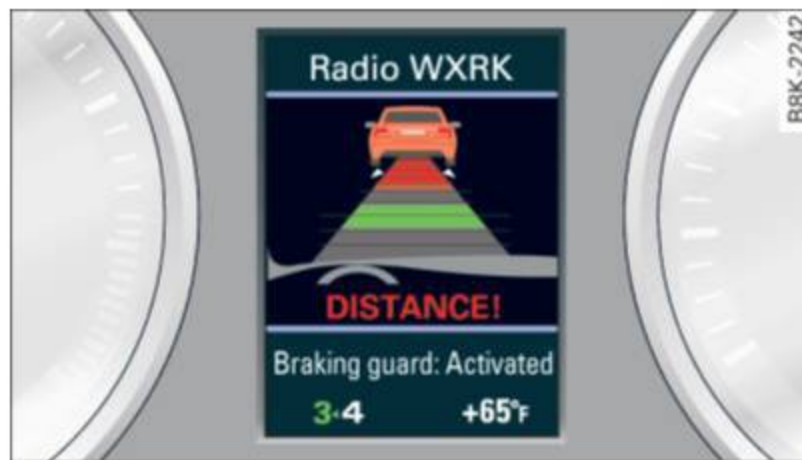 Radio WXRK
DISTANCE!
Braking guard: Activated
3·4 +65°F
B8K-2242